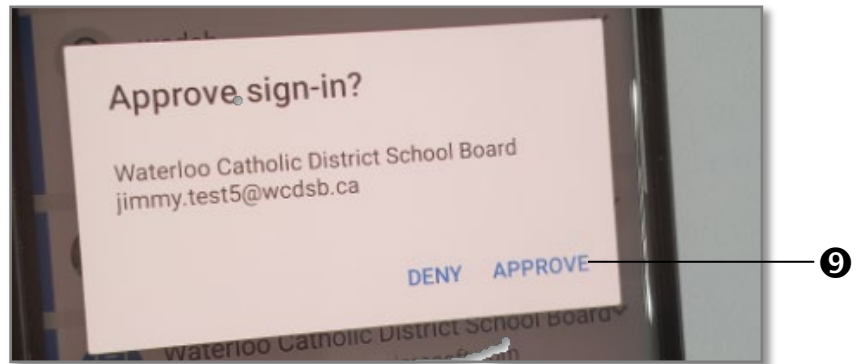 wcdsb
Approve sign-in?
Waterloo Catholic District School Board
jimmy.test5@wcdsb.ca
DENY APPROVE
9
Waterloo Catholic District School Board